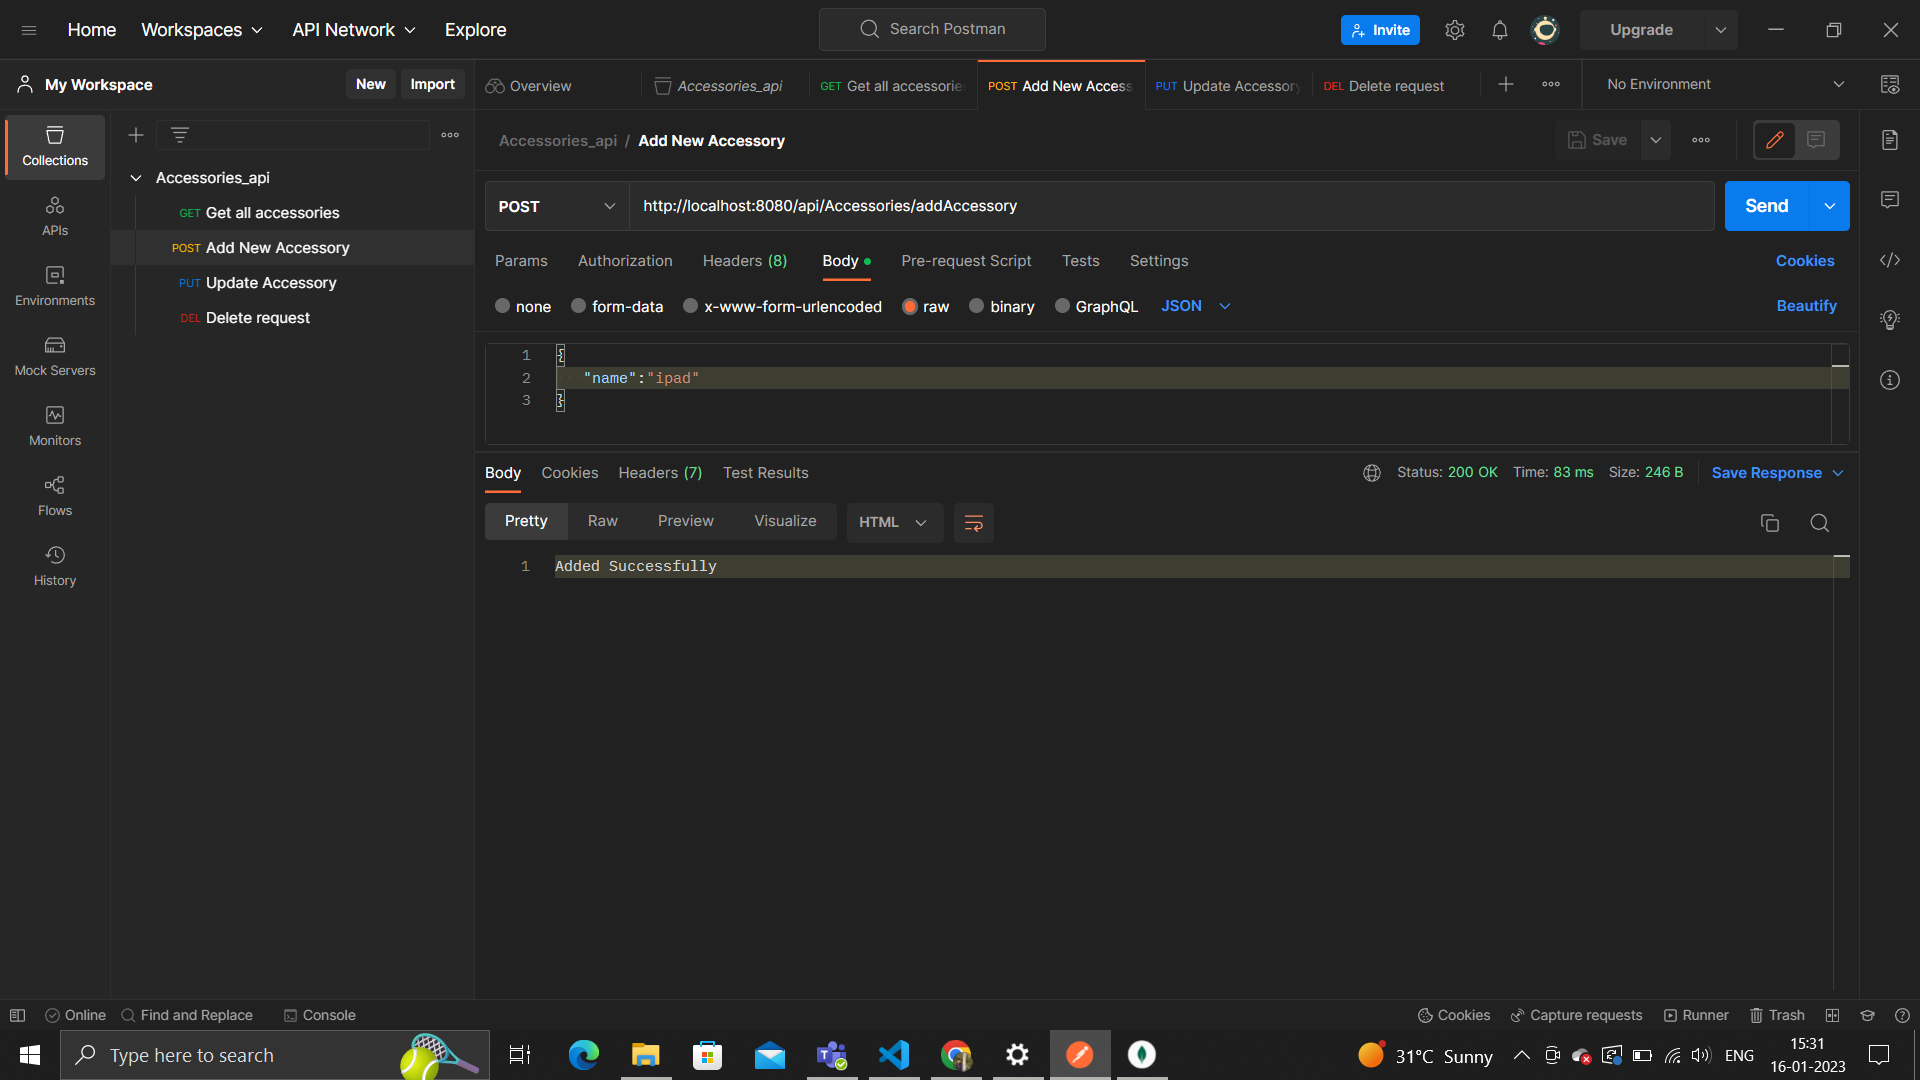 Home Workspaces API Network Explore Search Postman Invite Upgrade
My Workspace New Import Overview Accessories_api GET Get all accessorie POST Add New Access PUT Update Accessory DEL Delete request No Environment
Collections
APIs
Environments
Mock Servers
Monitors
Flows
History
Accessories_api
GET Get all accessories
POST Add New Accessory
PUT Update Accessory
DEL Delete request
Accessories_api / Add New Accessory Save
POST http://localhost:8080/api/Accessories/addAccessory Send
Params Authorization Headers (8) Body Pre-request Script Tests Settings Cookies
none form-data x-www-form-urlencoded raw binary GraphQL JSON Beautify
1 {
2 "name":"ipad"
3 }
Body Cookies Headers (7) Test Results Status: 200 OK Time: 83 ms Size: 246 B Save Response
Pretty Raw Preview Visualize HTML
1 Added Successfully
Online Find and Replace Console Cookies Capture requests Runner Trash
Type here to search 31°C Sunny ENG 15:31
16-01-2023